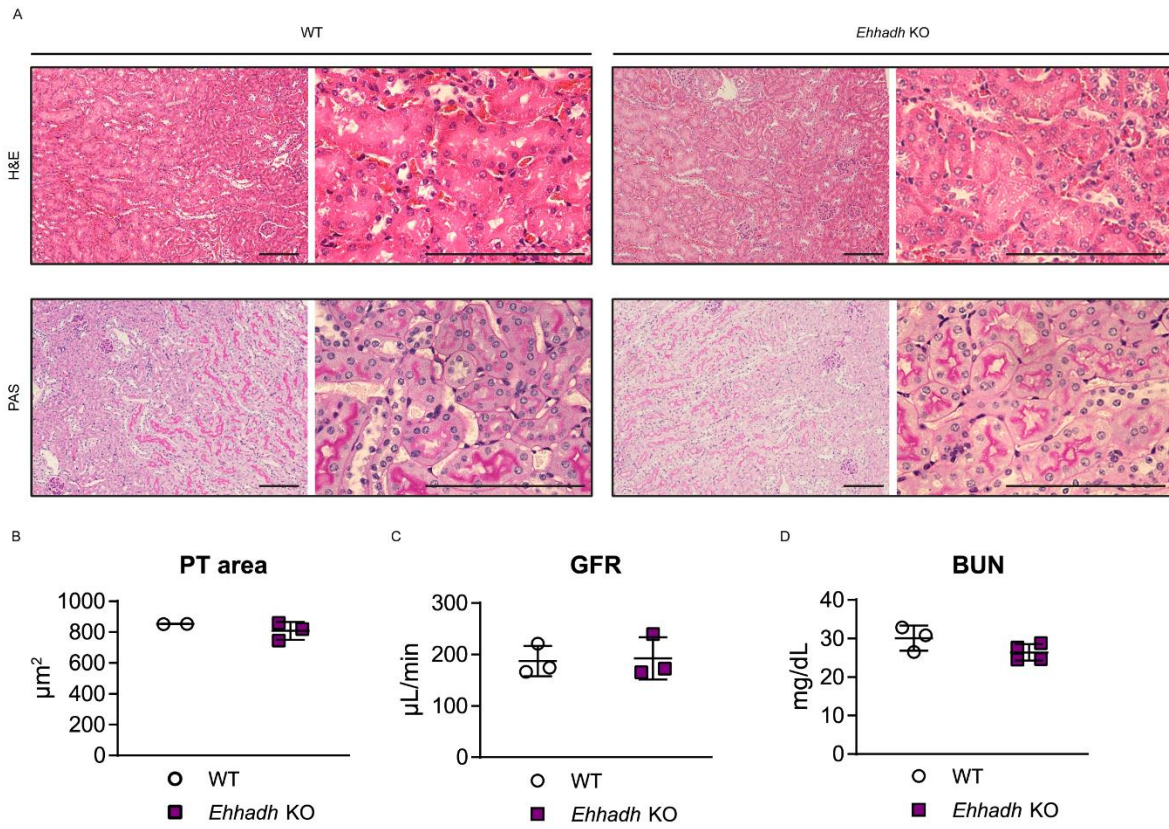 A
WT
Ehhadh KO
H&E
PAS
B
PT area
1000
800
600
400
200
0
µm²
WT
Ehhadh KO
C
GFR
300
200
100
0
µL/min
WT
Ehhadh KO
D
BUN
40
30
20
10
0
mg/dL
WT
Ehhadh KO